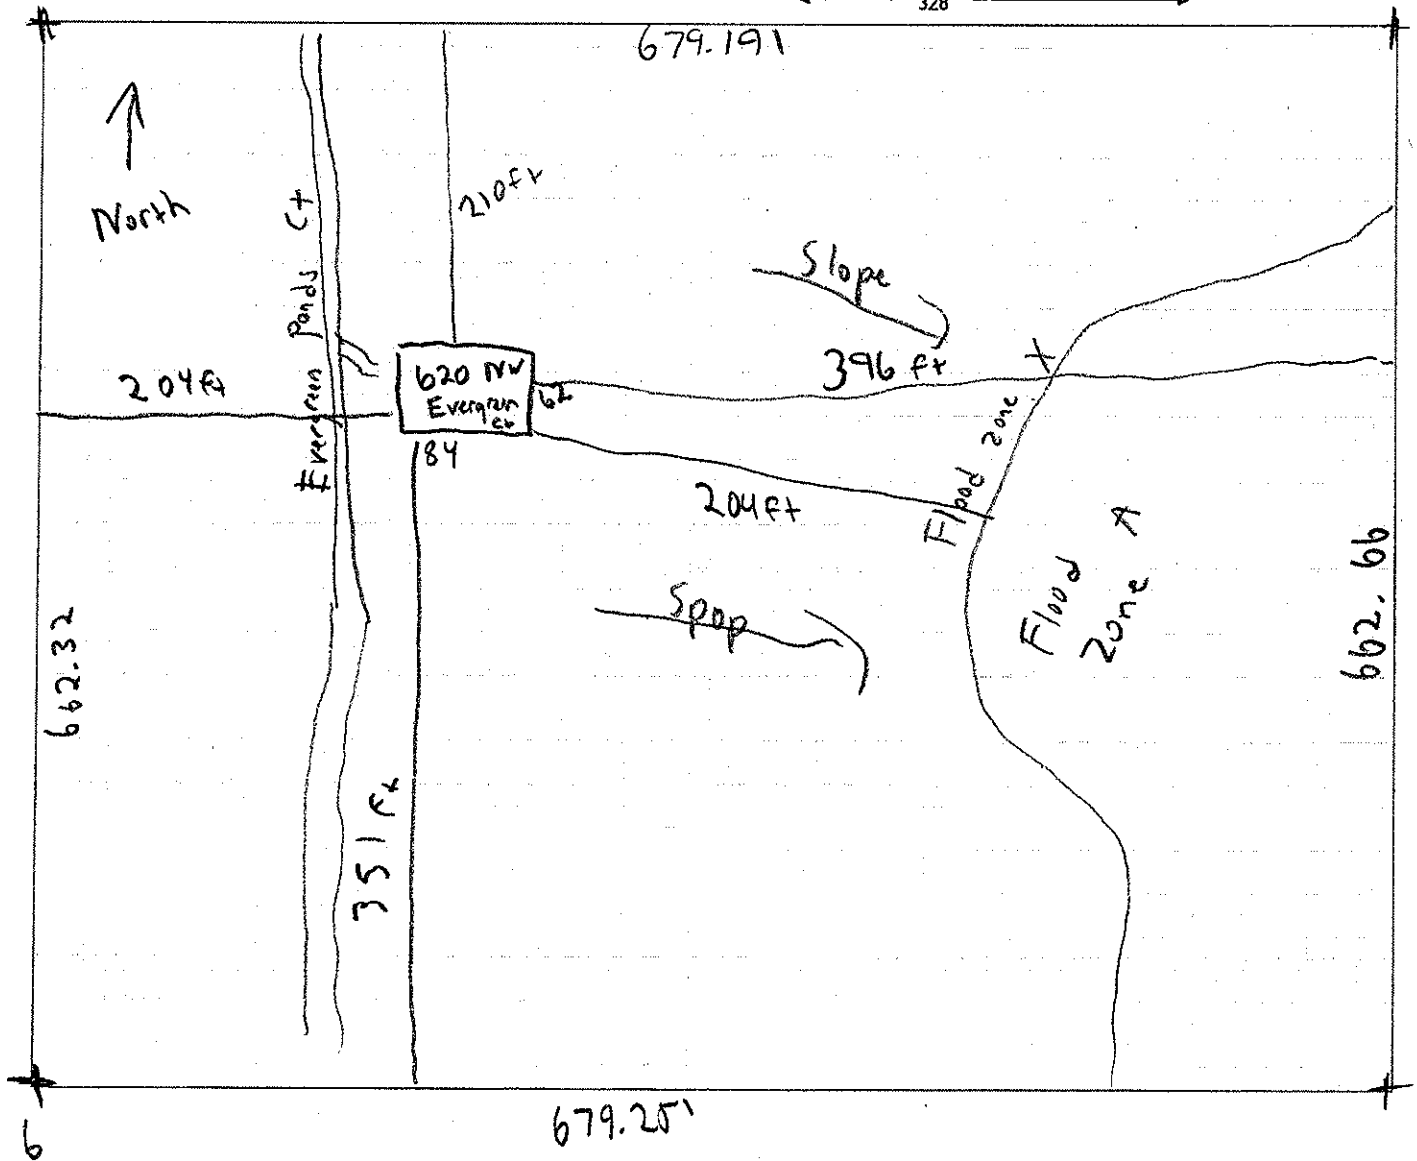 328
679.191
North
210ft
Evergreen Ponds Ct
Slope
396 ft
X
204ft
620 NW
Evergreen
Ct
62
84
204ft
Flood zone
Flood
Zone
A
Spop
662.32
662.66
351 Ft
679.25'
6